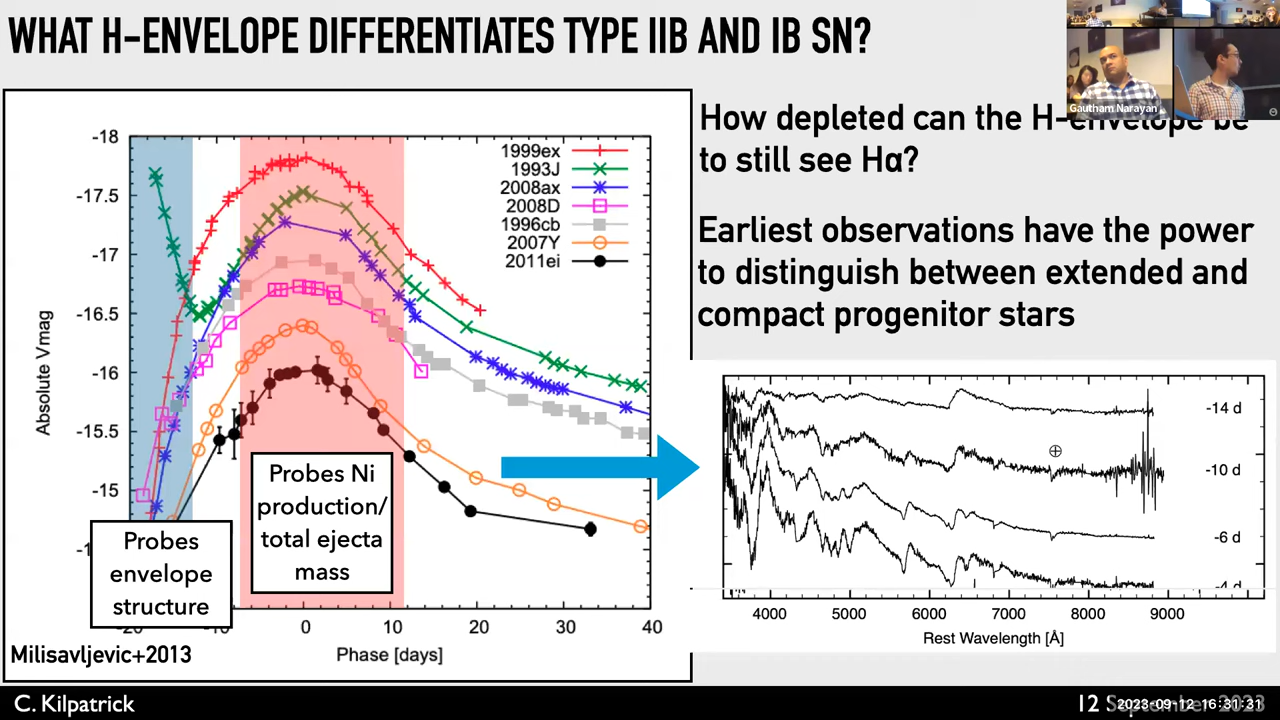 WHAT H-ENVELOPE DIFFERENTIATES TYPE IIB AND IB SN?
Gautham Narayan
How depleted can the H-envelope be
to still see Hα?
Earliest observations have the power
to distinguish between extended and
compact progenitor stars
-18
-17.5
-17
-16.5
-16
-15.5
-15
-1
Absolute Vmag
1999ex
1993J
2008ax
2008D
1996cb
2007Y
2011ei
Probes
envelope
structure
Probes Ni
production/
total ejecta
mass
-20
-10
0
10
20
30
40
Phase [days]
Milisavljevic+2013
-14 d
-10 d
-6 d
-4 d
4000
5000
6000
7000
8000
9000
Rest Wavelength [Å]
C. Kilpatrick
12 September 2023
2023-09-12 16:31:31